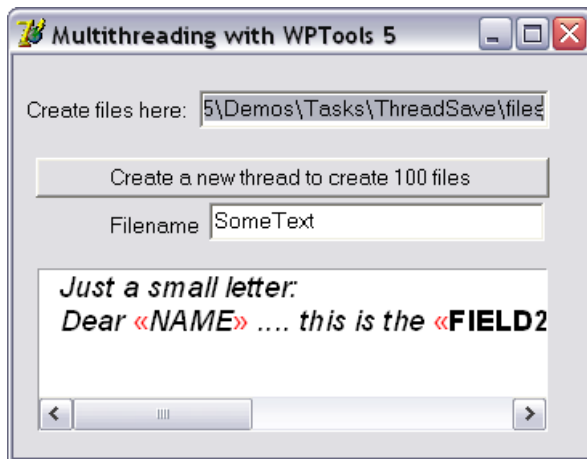 Multithreading with WPTools 5
Create files here: 5\Demos\Tasks\ThreadSave\files
Create a new thread to create 100 files
Filename SomeText
Just a small letter:
Dear «NAME» .... this is the «FIELD2